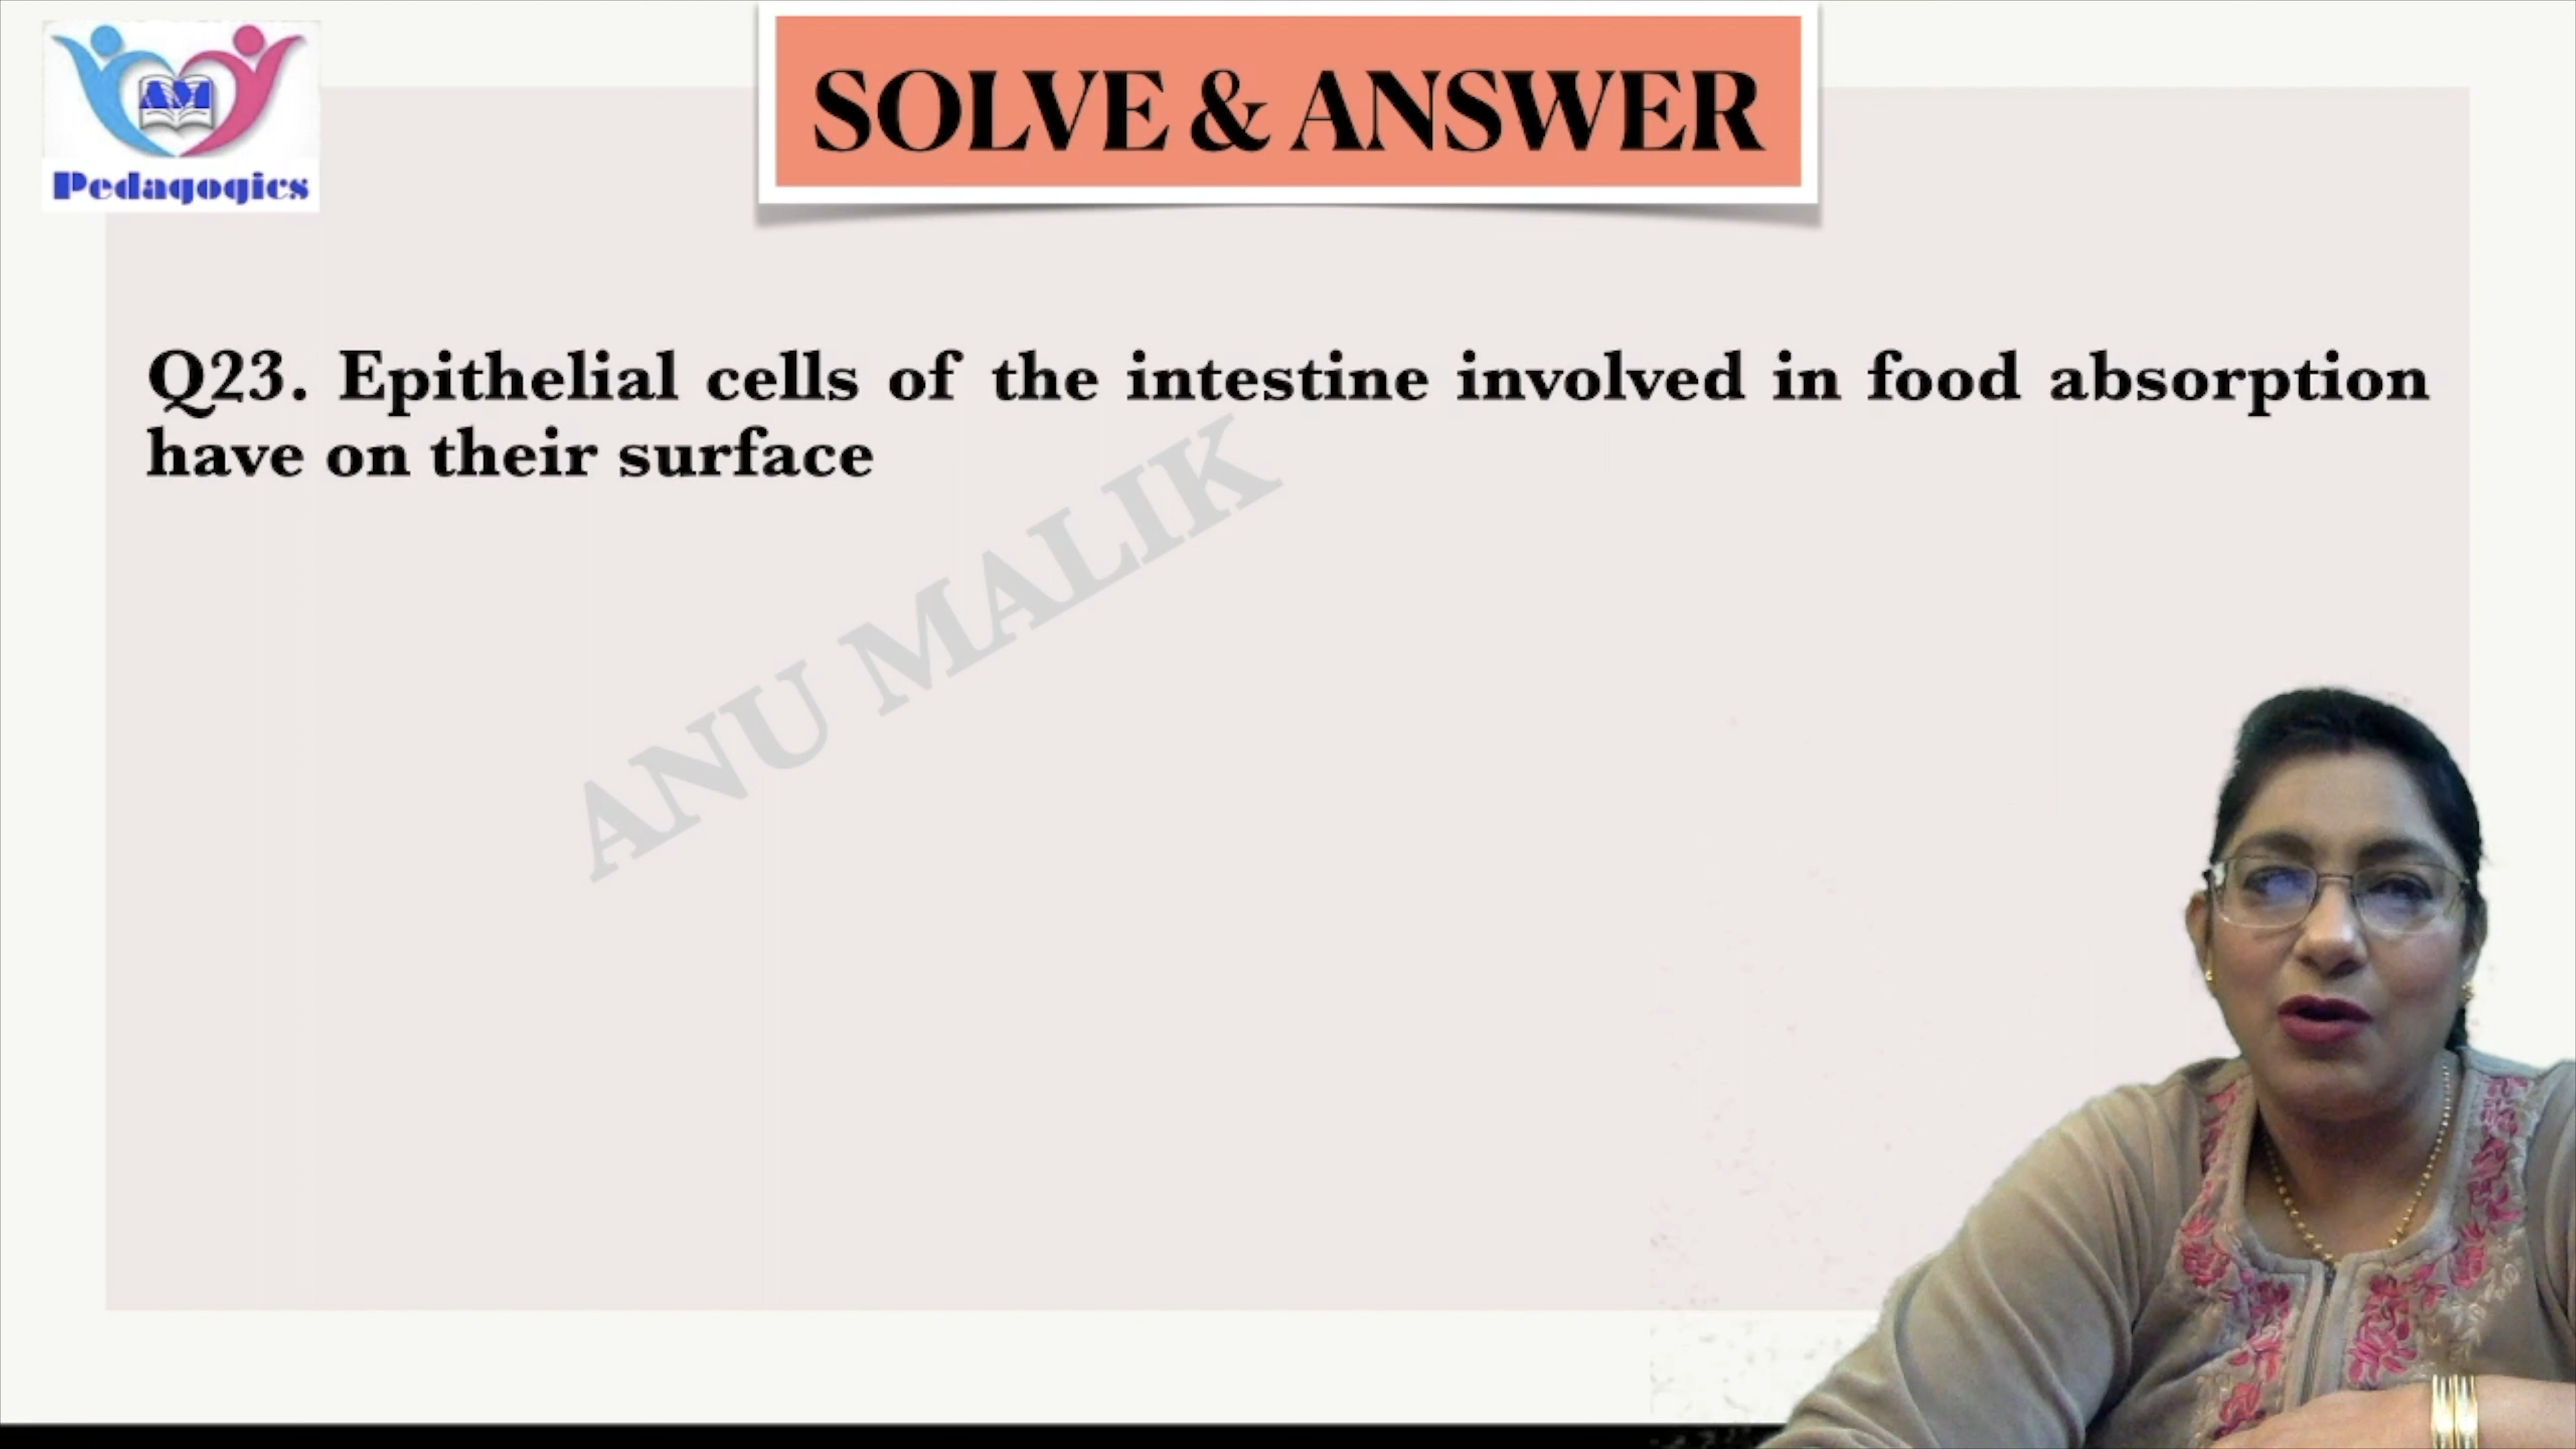 AM
Pedagogics
SOLVE & ANSWER
Q23. Epithelial cells of the intestine involved in food absorption
have on their surface
ANU MALIK